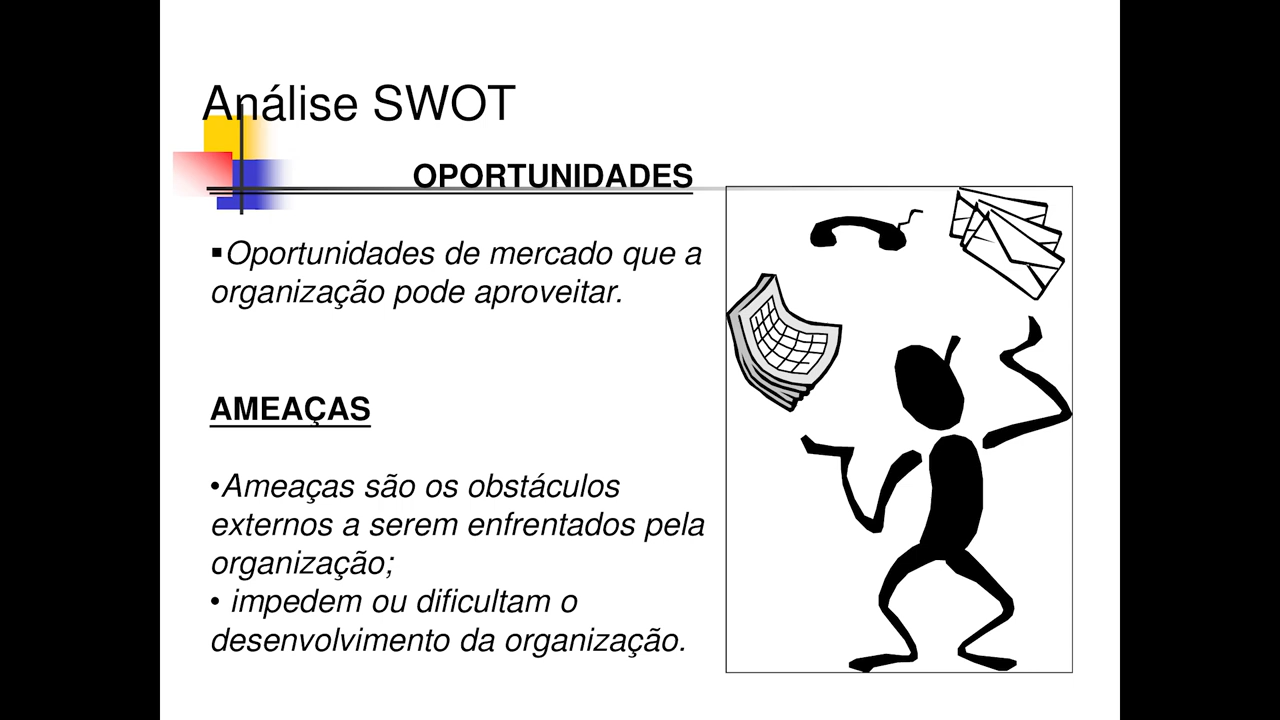 Análise SWOT
OPORTUNIDADES
▪Oportunidades de mercado que a
organização pode aproveitar.
AMEAÇAS
•Ameaças são os obstáculos
externos a serem enfrentados pela
organização;
• impedem ou dificultam o
desenvolvimento da organização.